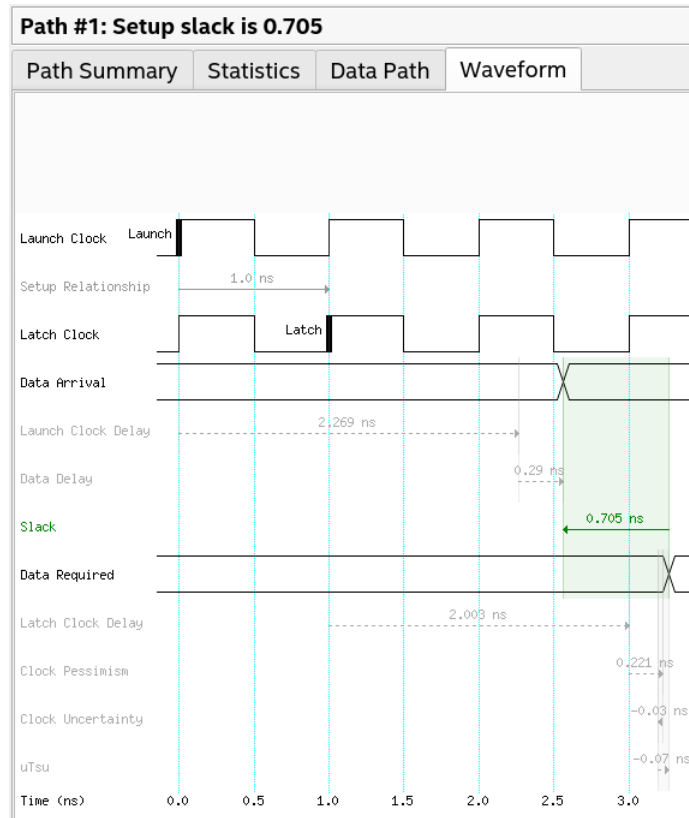 Path #1: Setup slack is 0.705
Path Summary Statistics Data Path Waveform
Launch Clock Launch
Setup Relationship 1.0 ns
Latch Clock Latch
Data Arrival
Launch Clock Delay 2.269 ns
Data Delay 0.29 ns
Slack 0.705 ns
Data Required
Latch Clock Delay 2.003 ns
Clock Pessimism 0.221 ns
Clock Uncertainty -0.03 ns
uTsu -0.07 ns
Time (ns) 0.0 0.5 1.0 1.5 2.0 2.5 3.0